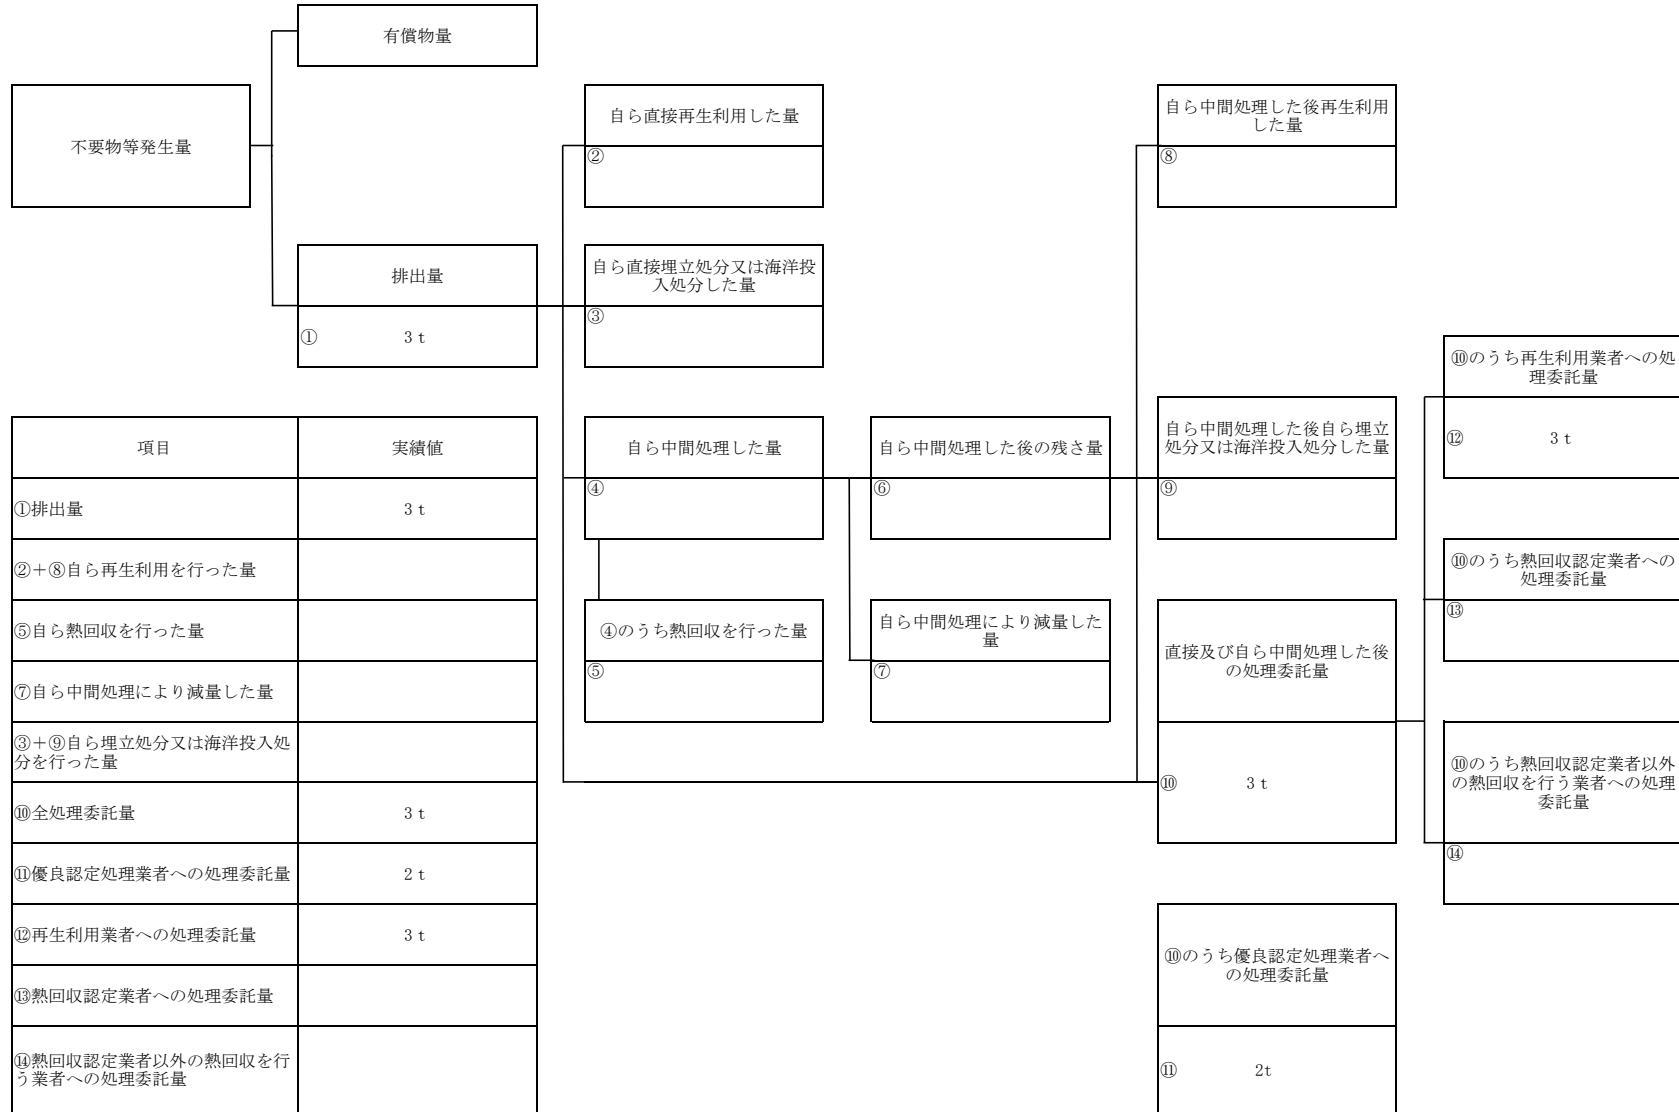 有償物量
不要物等発生量
自ら直接再生利用した量
②
自ら中間処理した後再生利用
した量
⑧
排出量
①　3 t
自ら直接埋立処分又は海洋投
入処分した量
③
⑩のうち再生利用業者への処
理委託量
⑫　3 t
項目　実績値
①排出量　3 t
②＋⑧自ら再生利用を行った量
⑤自ら熱回収を行った量
⑦自ら中間処理により減量した量
③＋⑨自ら埋立処分又は海洋投入処
分を行った量
⑩全処理委託量　3 t
⑪優良認定処理業者への処理委託量　2 t
⑫再生利用業者への処理委託量　3 t
⑬熱回収認定業者への処理委託量
⑭熱回収認定業者以外の熱回収を行
う業者への処理委託量
自ら中間処理した量
④
自ら中間処理した後の残さ量
⑥
自ら中間処理した後自ら埋立
処分又は海洋投入処分した量
⑨
④のうち熱回収を行った量
⑤
自ら中間処理により減量した
量
⑦
直接及び自ら中間処理した後
の処理委託量
⑩　3 t
⑩のうち熱回収認定業者への
処理委託量
⑬
⑩のうち熱回収認定業者以外
の熱回収を行う業者への処理
委託量
⑭
⑩のうち優良認定処理業者へ
の処理委託量
⑪　2t